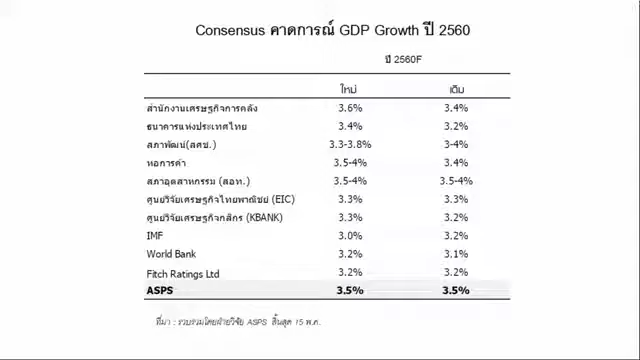 Consensus คาดการณ์ GDP Growth ปี 2560
ปี 2560F
ใหม่ เดิม
สำนักงานเศรษฐกิจการคลัง 3.6% 3.4%
ธนาคารแห่งประเทศไทย 3.4% 3.2%
สภาพัฒน์(สศช.) 3.3-3.8% 3-4%
หอการค้า 3.5-4% 3.4%
สภาอุตสาหกรรม (สอท.) 3.5-4% 3.5-4%
ศูนย์วิจัยเศรษฐกิจไทยพาณิชย์ (EIC) 3.3% 3.3%
ศูนย์วิจัยเศรษฐกิจกสิกร (KBANK) 3.3% 3.2%
IMF 3.0% 3.2%
World Bank 3.2% 3.1%
Fitch Ratings Ltd 3.2% 3.2%
ASPS 3.5% 3.5%
ที่มา : รวบรวมโดยฝ่ายวิจัย ASPS สิ้นสุด 15 พ.ค.